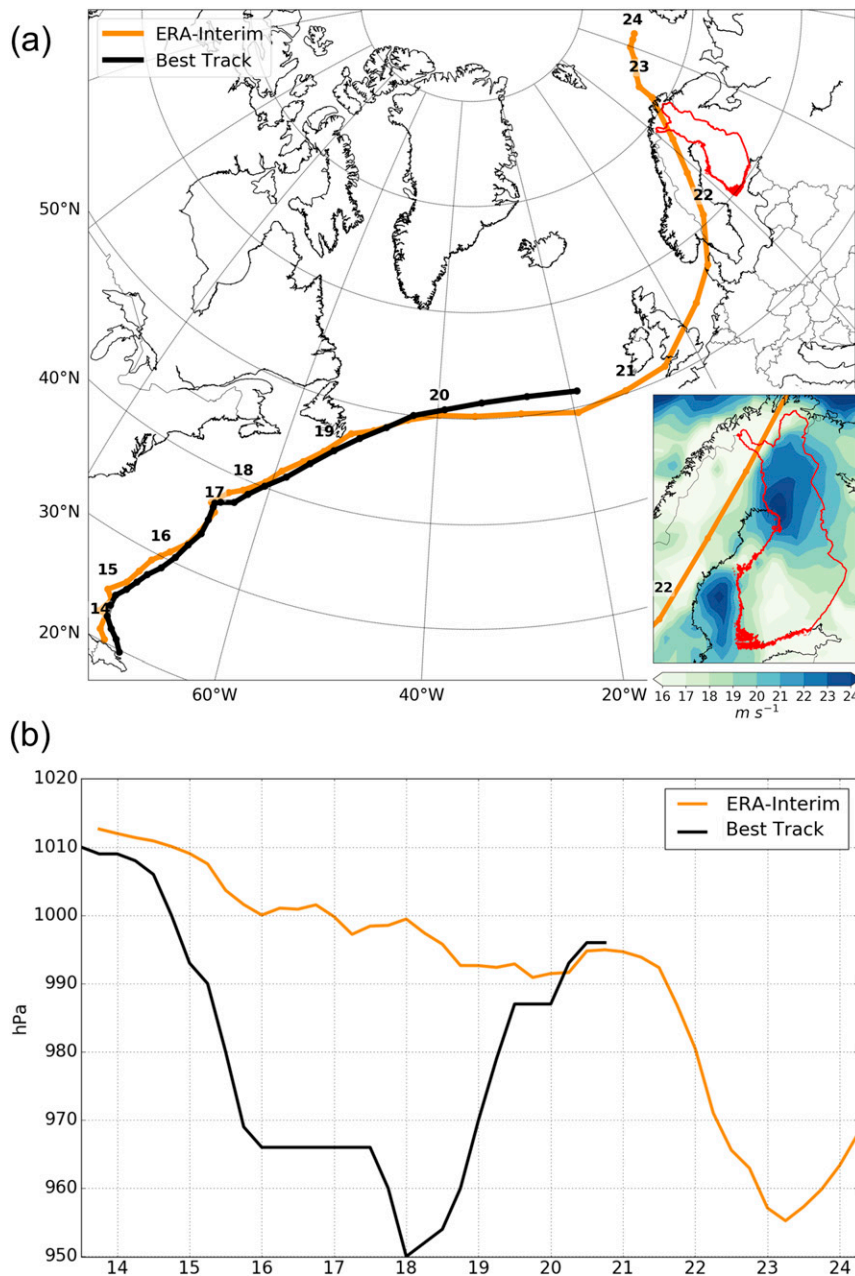 (a)
ERA-Interim
Best Track
24
23
22
21
20
19
18
17
16
15
14
50°N
40°N
30°N
20°N
60°W
40°W
20°W
22
16 17 18 19 20 21 22 23 24
m s⁻¹
(b)
1020
1010
1000
990
980
970
960
950
hPa
ERA-Interim
Best Track
14 15 16 17 18 19 20 21 22 23 24